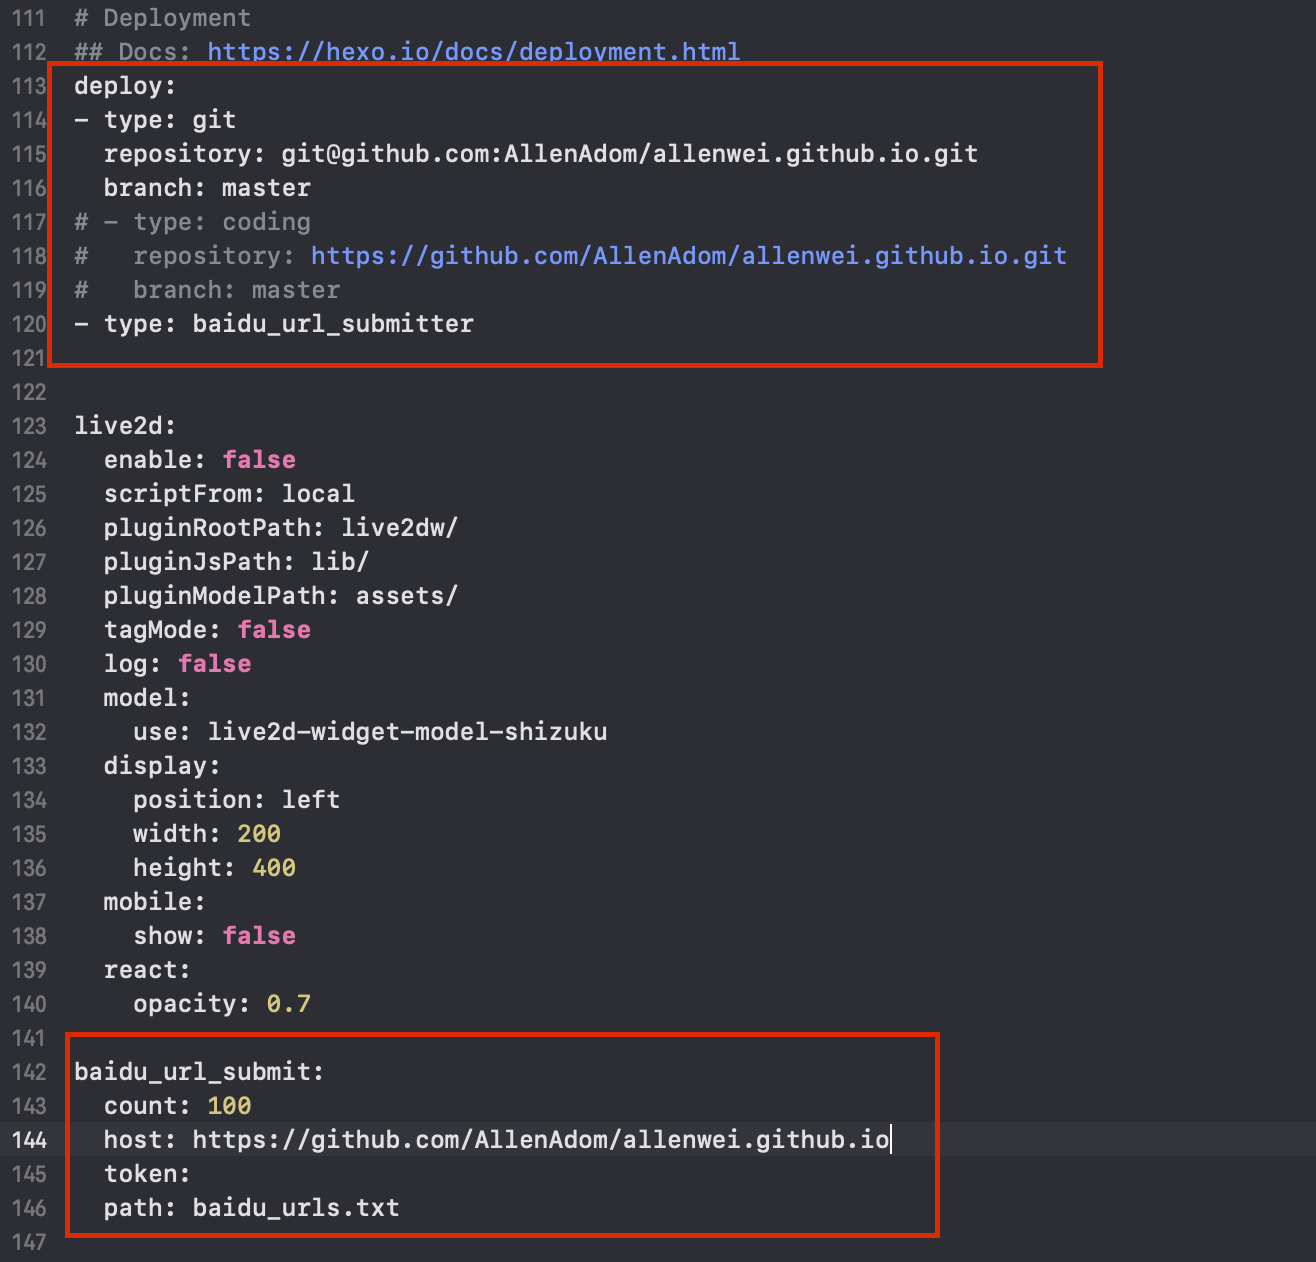 111 # Deployment
112 ## Docs: https://hexo.io/docs/deployment.html
113 deploy:
114 - type: git
115   repository: git@github.com:AllenAdom/allenwei.github.io.git
116   branch: master
117 # - type: coding
118 #   repository: https://github.com/AllenAdom/allenwei.github.io.git
119 #   branch: master
120 - type: baidu_url_submitter
121
122
123 live2d:
124   enable: false
125   scriptFrom: local
126   pluginRootPath: live2dw/
127   pluginJsPath: lib/
128   pluginModelPath: assets/
129   tagMode: false
130   log: false
131   model:
132     use: live2d-widget-model-shizuku
133   display:
134     position: left
135     width: 200
136     height: 400
137   mobile:
138     show: false
139   react:
140     opacity: 0.7
141
142 baidu_url_submit:
143   count: 100
144   host: https://github.com/AllenAdom/allenwei.github.io
145   token:
146   path: baidu_urls.txt
147